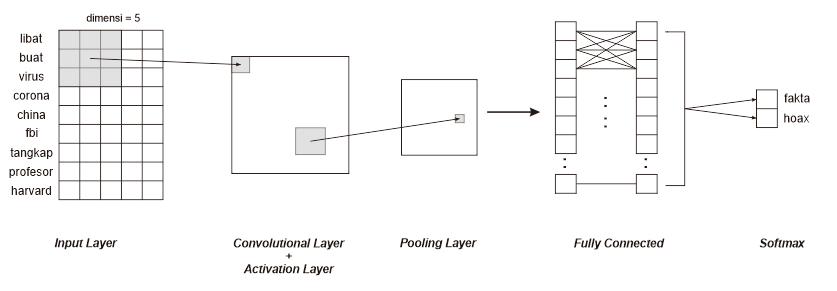 dimensi = 5
libat
buat
virus
corona
china
fbi
tangkap
profesor
harvard
fakta
hoax
Input Layer
Convolutional Layer
+
Activation Layer
Pooling Layer
Fully Connected
Softmax